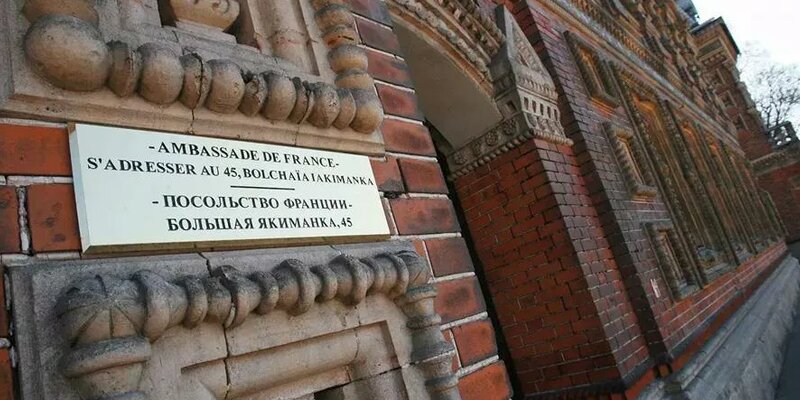 - AMBASSADE DE FRANCE-
S'ADRESSER AU 45, BOLCHAÏA IAKIMANKA
- ПОСОЛЬСТВО ФРАНЦИИ-
БОЛЬШАЯ ЯКИМАНКА, 45